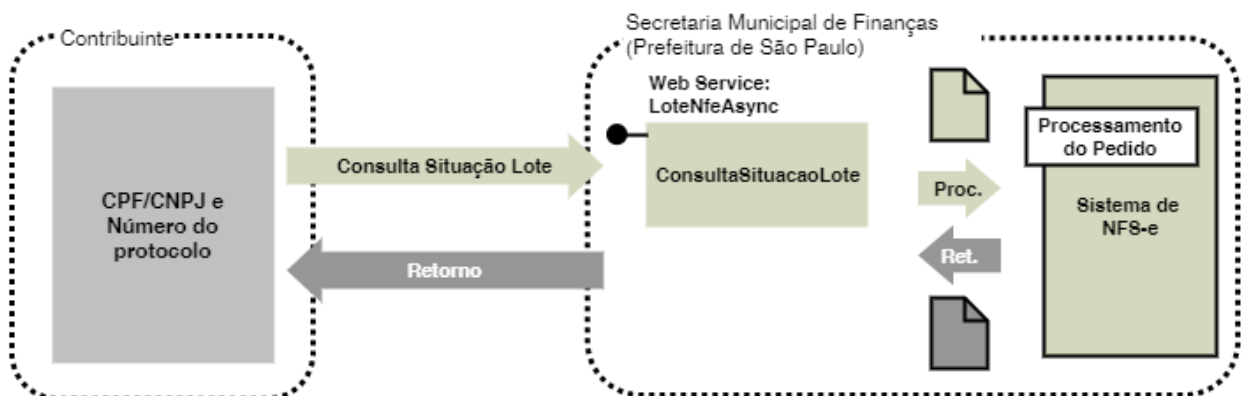 Contribuinte
Secretaria Municipal de Finanças
(Prefeitura de São Paulo)
Web Service:
LoteNfeAsync
CPF/CNPJ e
Número do
protocolo
Consulta Situação Lote
Retorno
ConsultaSituacaoLote
Proc.
Ret.
Processamento
do Pedido
Sistema de
NFS-e